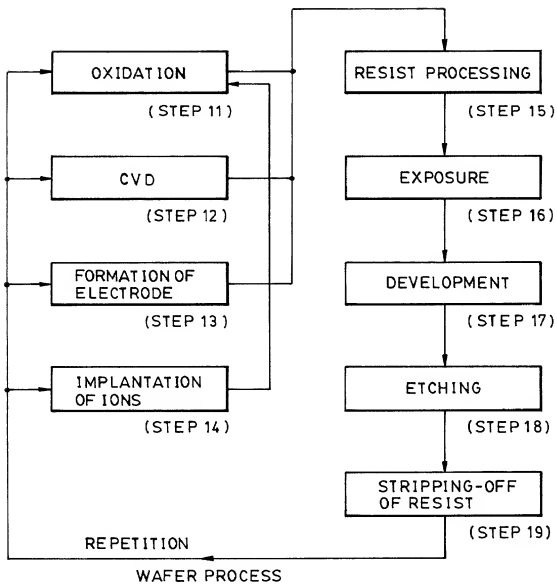 OXIDATION
(STEP 11)
CVD
(STEP 12)
FORMATION OF
ELECTRODE
(STEP 13)
IMPLANTATION
OF IONS
(STEP 14)
RESIST PROCESSING
(STEP 15)
EXPOSURE
(STEP 16)
DEVELOPMENT
(STEP 17)
ETCHING
(STEP 18)
STRIPPING-OFF
OF RESIST
(STEP 19)
REPETITION
WAFER PROCESS